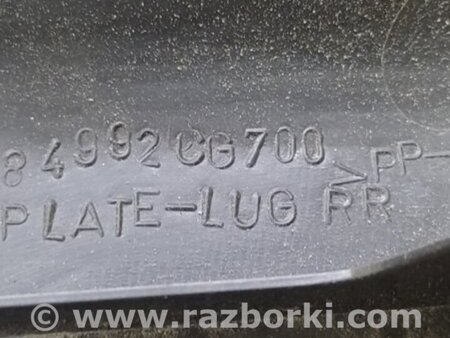 84992CG700
>PP-
PLATE-LUG RR
www.razborki.com